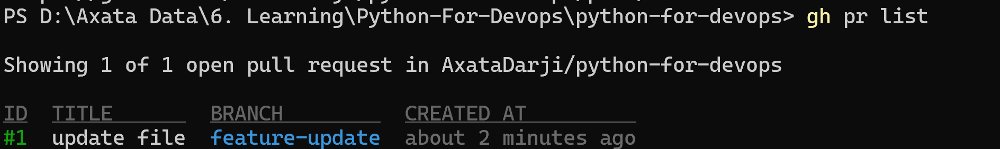 PS D:\Axata Data\6. Learning\Python-For-Devops\python-for-devops> gh pr list
Showing 1 of 1 open pull request in AxataDarji/python-for-devops
ID TITLE BRANCH CREATED AT
#1 update file feature-update about 2 minutes ago